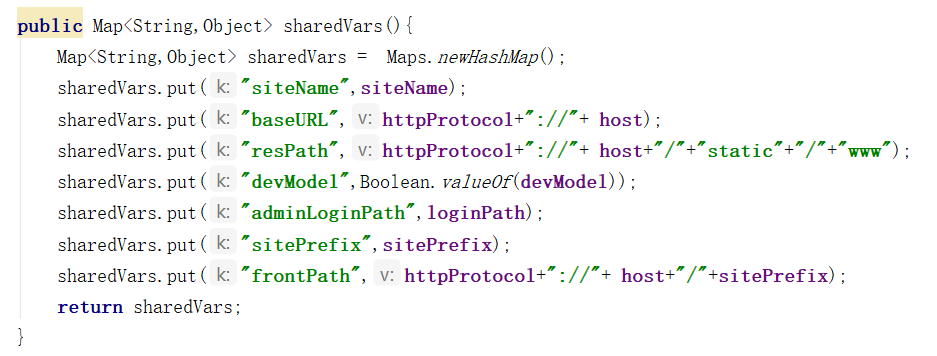 public Map<String,Object> sharedVars(){
Map<String,Object> sharedVars = Maps.newHashMap();
sharedVars.put( k: "siteName",siteName);
sharedVars.put( k: "baseURL", v: httpProtocol+"://"+ host);
sharedVars.put( k: "resPath", v: httpProtocol+"://"+ host+"/"+"static"+"/"+"www");
sharedVars.put( k: "devModel",Boolean.valueOf(devModel));
sharedVars.put( k: "adminLoginPath",loginPath);
sharedVars.put( k: "sitePrefix",sitePrefix);
sharedVars.put( k: "frontPath", v: httpProtocol+"://"+ host+"/"+sitePrefix);
return sharedVars;
}